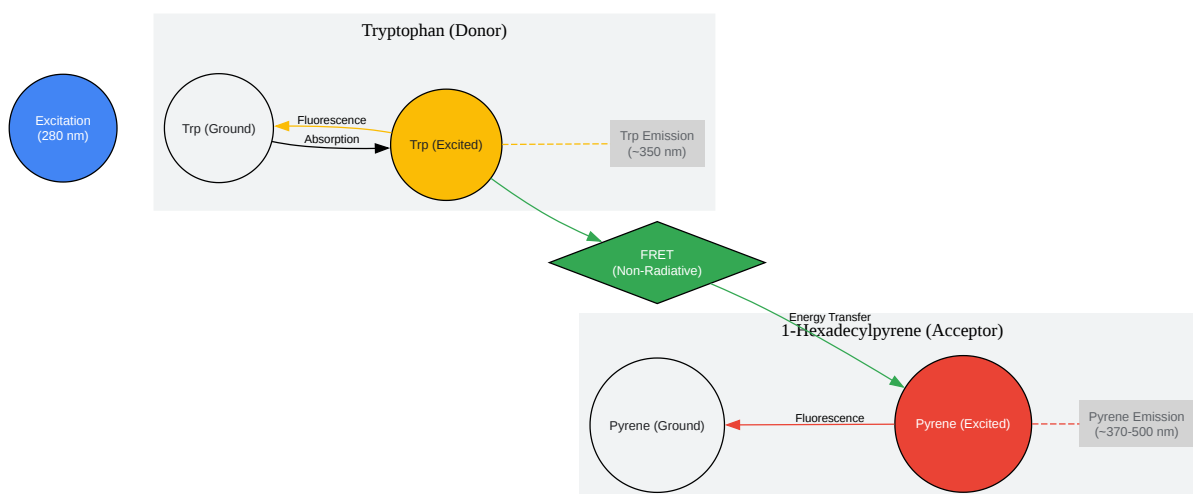 Tryptophan (Donor)
Excitation
(280 nm)
Trp (Ground)
Fluorescence
Absorption
Trp (Excited)
Trp Emission
(~350 nm)
FRET
(Non-Radiative)
Energy Transfer
1-Hexadecylpyrene (Acceptor)
Pyrene (Ground)
Fluorescence
Pyrene (Excited)
Pyrene Emission
(~370-500 nm)